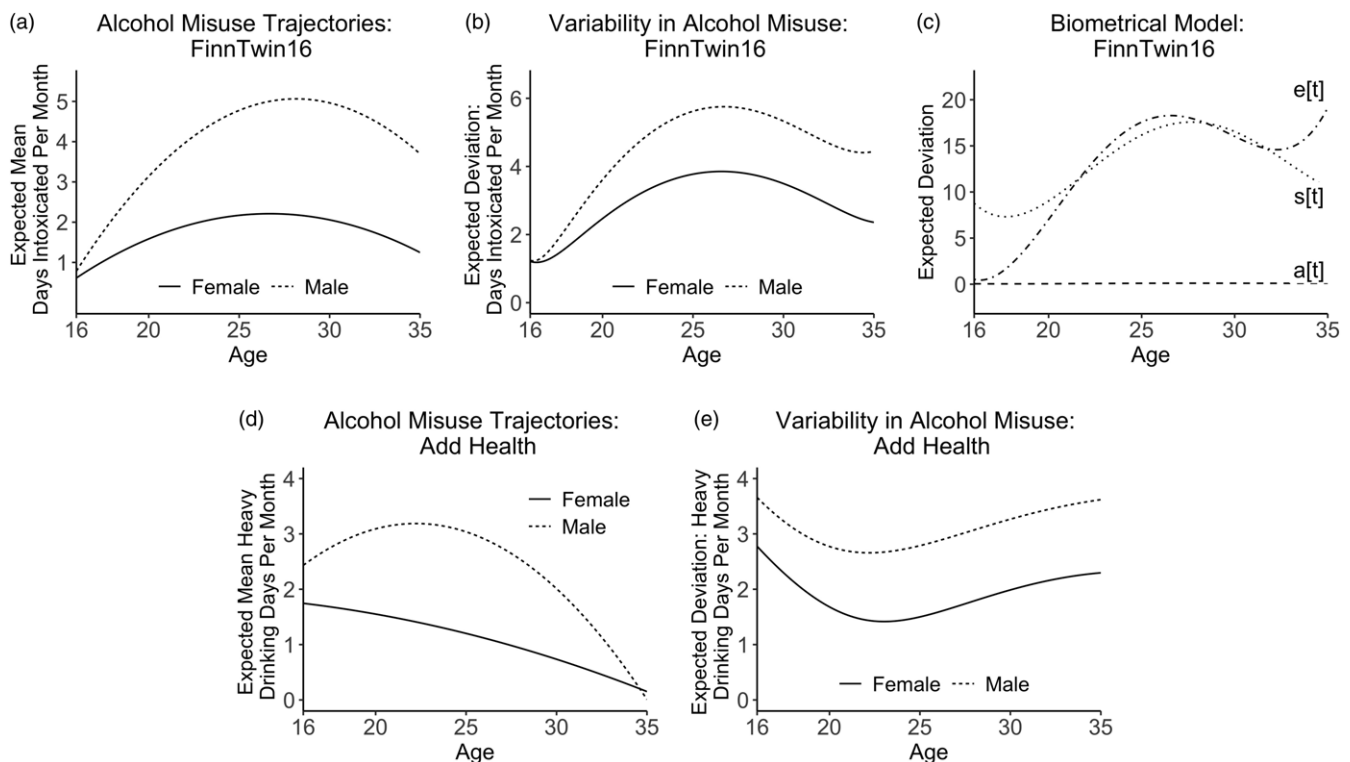 (a)
Alcohol Misuse Trajectories:
FinnTwin16
Expected Mean
Days Intoxicated Per Month
5
4
3
2
1
Female
Male
16
20
25
30
35
Age
(b)
Variability in Alcohol Misuse:
FinnTwin16
Expected Deviation:
Days Intoxicated Per Month
6
4
2
0
Female
Male
16
20
25
30
35
Age
(c)
Biometrical Model:
FinnTwin16
Expected Deviation
20
15
10
5
0
e[t]
s[t]
a[t]
16
20
25
30
35
Age
(d)
Alcohol Misuse Trajectories:
Add Health
Expected Mean Heavy
Drinking Days Per Month
4
3
2
1
0
Female
Male
16
20
25
30
35
Age
(e)
Variability in Alcohol Misuse:
Add Health
Expected Deviation: Heavy
Drinking Days Per Month
4
3
2
1
0
Female
Male
16
20
25
30
35
Age